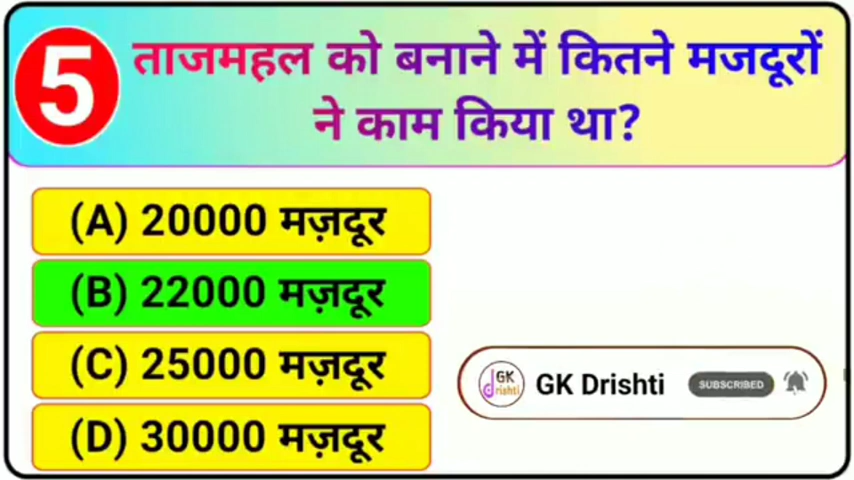 5
ताजमहल को बनाने में कितने मजदूरों
ने काम किया था?
(A) 20000 मज़दूर
(B) 22000 मज़दूर
(C) 25000 मज़दूर
(D) 30000 मज़दूर
GK
drishti
GK Drishti
SUBSCRIBED